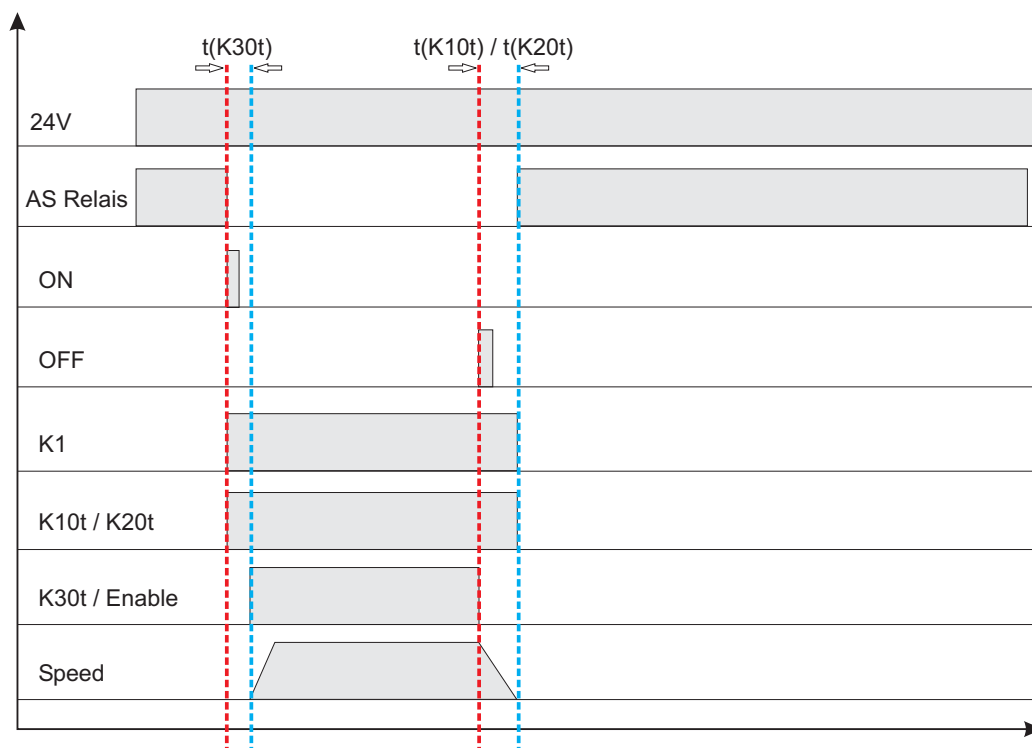 t(K30t)
t(K10t) / t(K20t)
24V
AS Relais
ON
OFF
K1
K10t / K20t
K30t / Enable
Speed